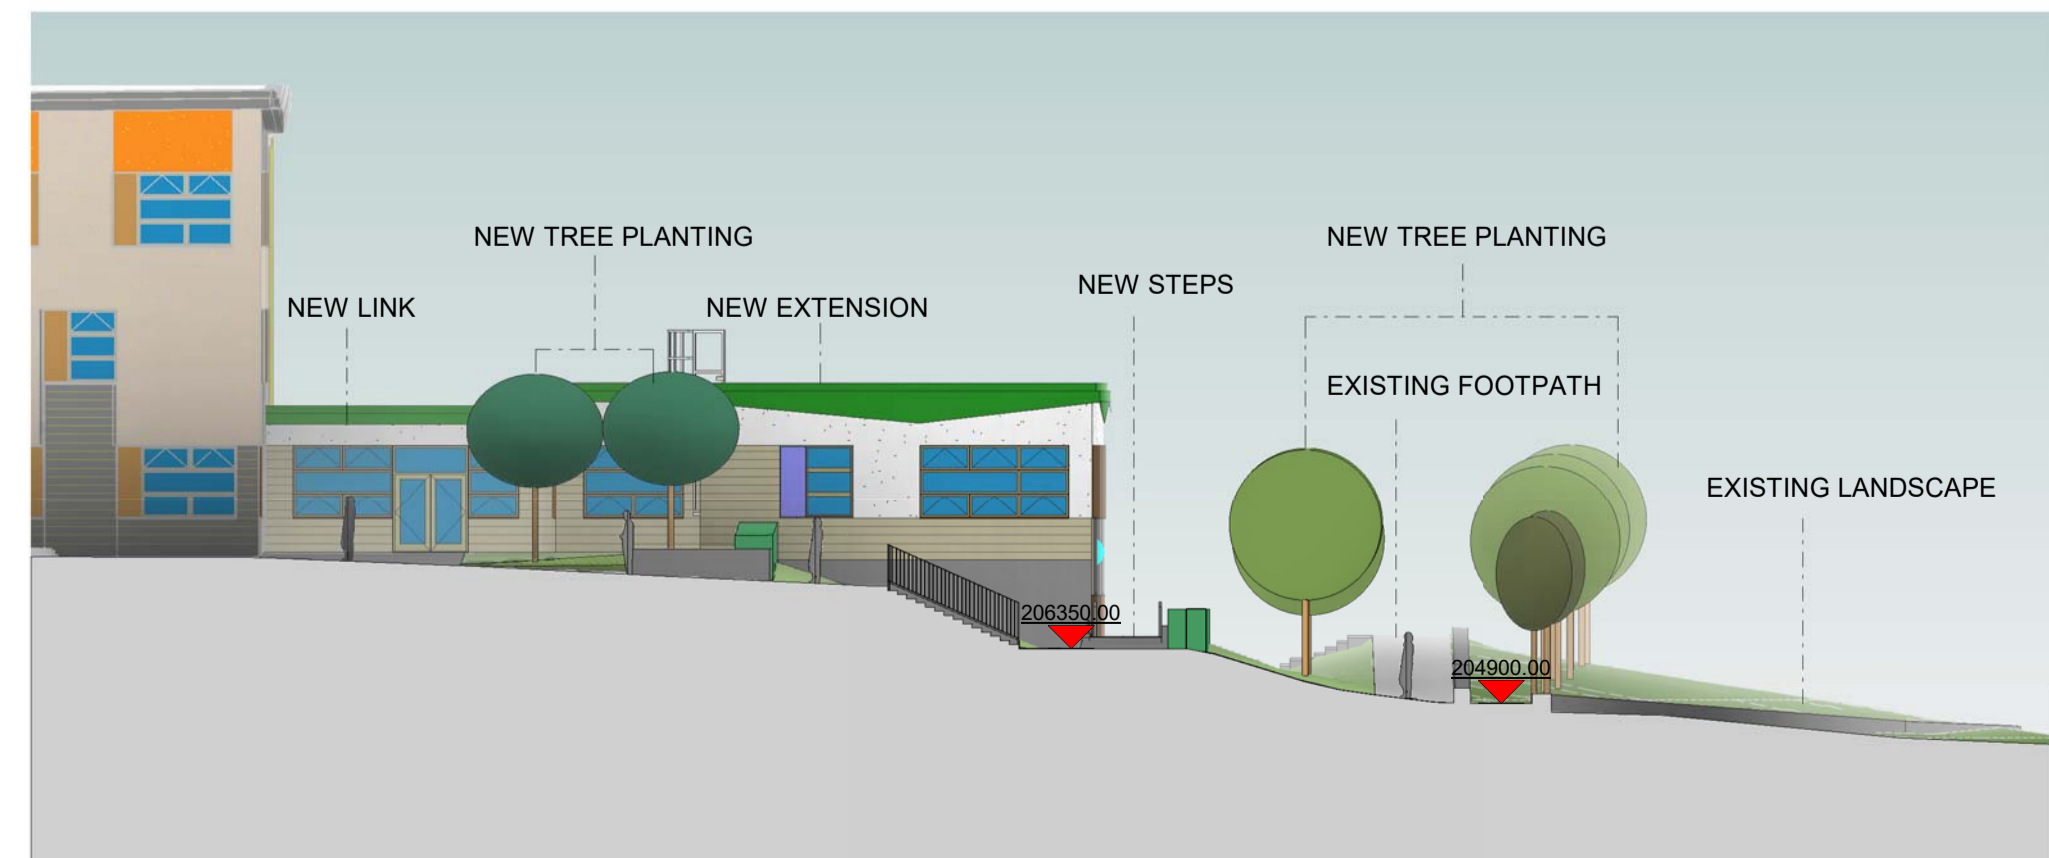 NEW TREE PLANTING
NEW TREE PLANTING
NEW STEPS
NEW LINK
NEW EXTENSION
EXISTING FOOTPATH
EXISTING LANDSCAPE
206350.00
204900.00